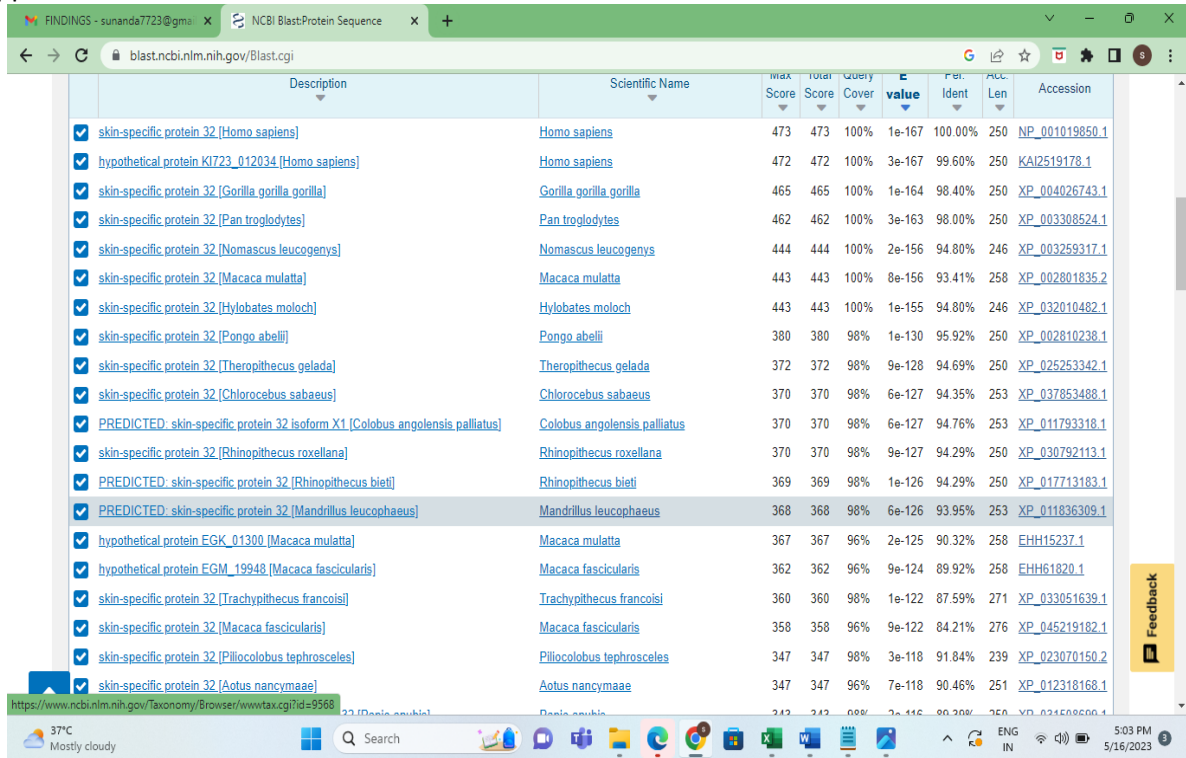 FINDINGS - sunanda7723@gmai
NCBI Blast:Protein Sequence
blast.ncbi.nlm.nih.gov/Blast.cgi
Description Scientific Name Max Score Total Score Query Cover E value Per. Ident Acc. Len Accession
skin-specific protein 32 [Homo sapiens] Homo sapiens 473 473 100% 1e-167 100.00% 250 NP_001019850.1
hypothetical protein KI723_012034 [Homo sapiens] Homo sapiens 472 472 100% 3e-167 99.60% 250 KAI2519178.1
skin-specific protein 32 [Gorilla gorilla gorilla] Gorilla gorilla gorilla 465 465 100% 1e-164 98.40% 250 XP_004026743.1
skin-specific protein 32 [Pan troglodytes] Pan troglodytes 462 462 100% 3e-163 98.00% 250 XP_003308524.1
skin-specific protein 32 [Nomascus leucogenys] Nomascus leucogenys 444 444 100% 2e-156 94.80% 246 XP_003259317.1
skin-specific protein 32 [Macaca mulatta] Macaca mulatta 443 443 100% 8e-156 93.41% 258 XP_002801835.2
skin-specific protein 32 [Hylobates moloch] Hylobates moloch 443 443 100% 1e-155 94.80% 246 XP_032010482.1
skin-specific protein 32 [Pongo abelii] Pongo abelii 380 380 98% 1e-130 95.92% 250 XP_002810238.1
skin-specific protein 32 [Theropithecus gelada] Theropithecus gelada 372 372 98% 9e-128 94.69% 250 XP_025253342.1
skin-specific protein 32 [Chlorocebus sabaeus] Chlorocebus sabaeus 370 370 98% 6e-127 94.35% 253 XP_037853488.1
PREDICTED: skin-specific protein 32 isoform X1 [Colobus angolensis palliatus] Colobus angolensis palliatus 370 370 98% 6e-127 94.76% 253 XP_011793318.1
skin-specific protein 32 [Rhinopithecus roxellana] Rhinopithecus roxellana 370 370 98% 9e-127 94.29% 250 XP_030792113.1
PREDICTED: skin-specific protein 32 [Rhinopithecus bieti] Rhinopithecus bieti 369 369 98% 1e-126 94.29% 250 XP_017713183.1
PREDICTED: skin-specific protein 32 [Mandrillus leucophaeus] Mandrillus leucophaeus 368 368 98% 6e-126 93.95% 253 XP_011836309.1
hypothetical protein EGK_01300 [Macaca mulatta] Macaca mulatta 367 367 96% 2e-125 90.32% 258 EHH15237.1
hypothetical protein EGM_19948 [Macaca fascicularis] Macaca fascicularis 362 362 96% 9e-124 89.92% 258 EHH61820.1
skin-specific protein 32 [Trachypithecus francoisi] Trachypithecus francoisi 360 360 98% 1e-122 87.59% 271 XP_033051639.1
skin-specific protein 32 [Macaca fascicularis] Macaca fascicularis 358 358 96% 9e-122 84.21% 276 XP_045219182.1
skin-specific protein 32 [Piliocolobus tephrosceles] Piliocolobus tephrosceles 347 347 98% 3e-118 91.84% 239 XP_023070150.2
skin-specific protein 32 [Aotus nancymaae] Aotus nancymaae 347 347 96% 7e-118 90.46% 251 XP_012318168.1
Feedback
https://www.ncbi.nlm.nih.gov/Taxonomy/Browser/wwwtax.cgi?id=9568
37°C
Mostly cloudy
Search
ENG
IN
5:03 PM
5/16/2023
3